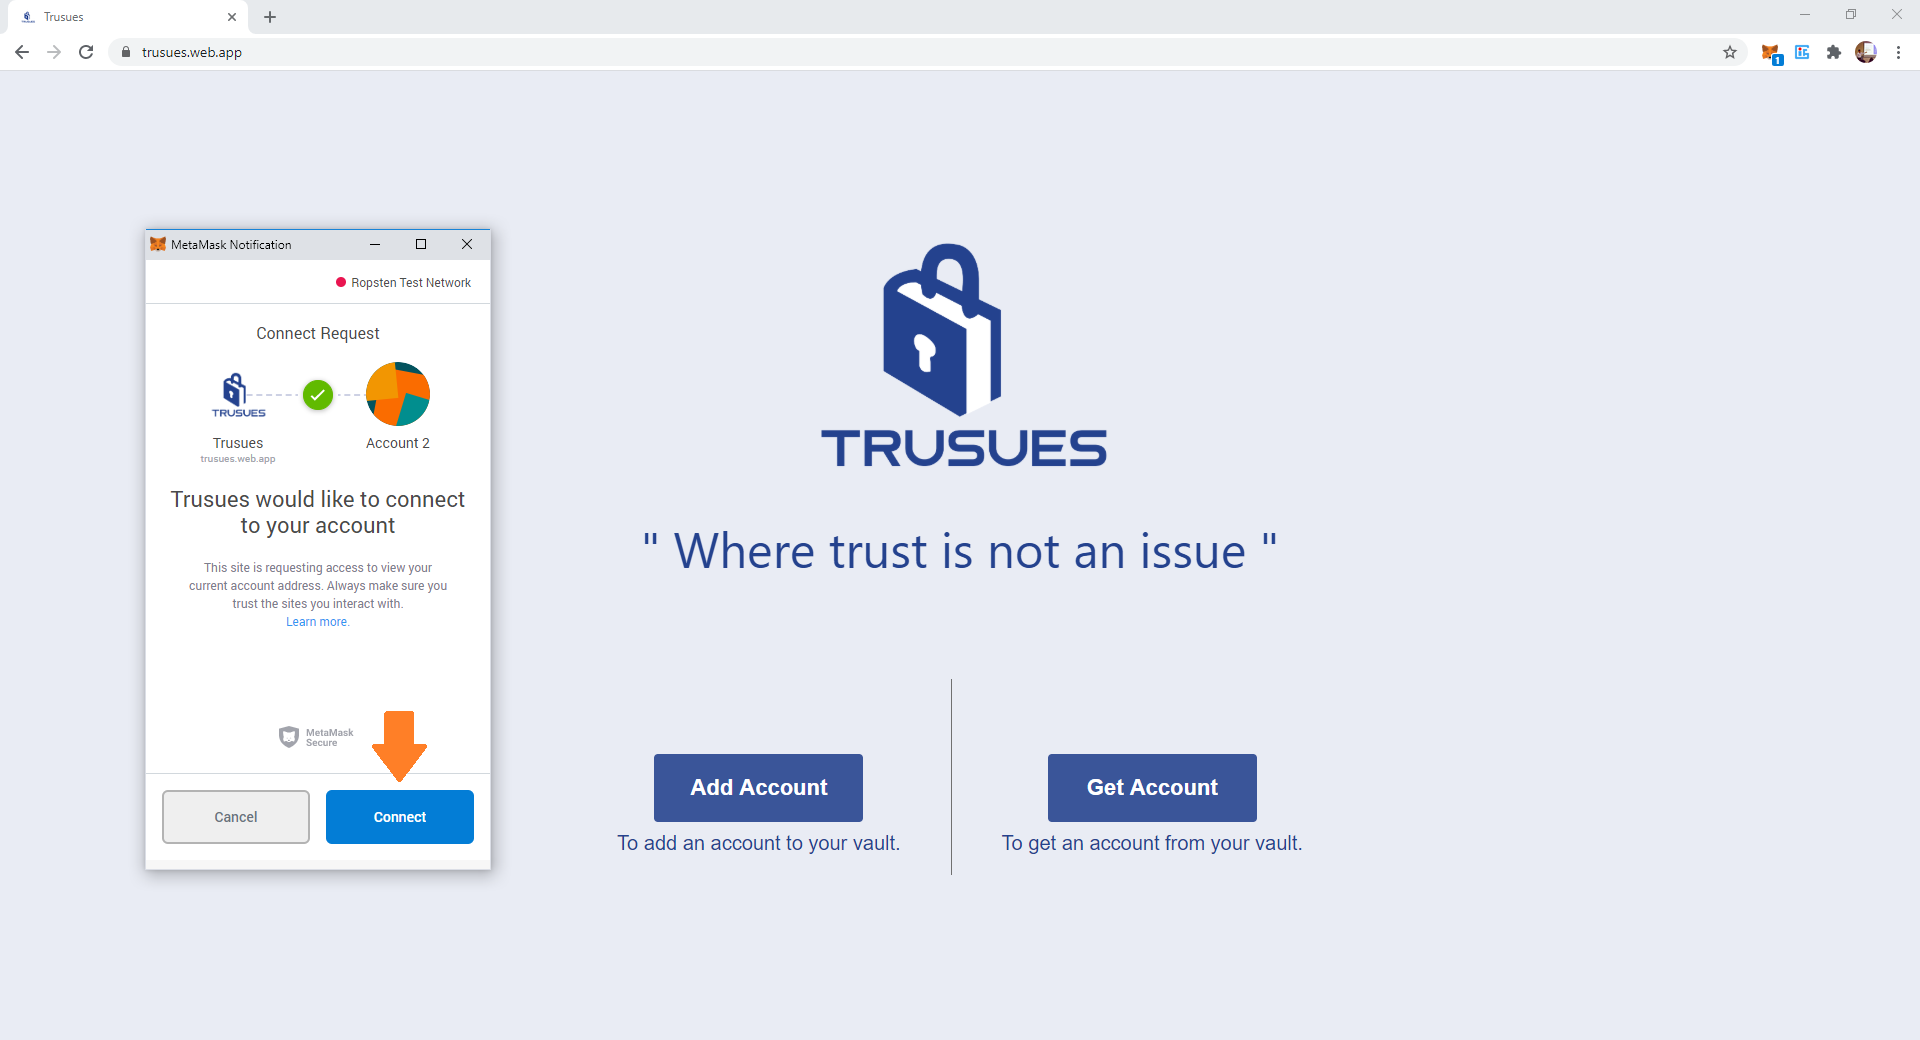 Trusues
trusues.web.app
1
MetaMask Notification
Ropsten Test Network
Connect Request
TRUSUES
Trusues
trusues.web.app
Account 2
Trusues would like to connect
to your account
This site is requesting access to view your
current account address. Always make sure you
trust the sites you interact with.
Learn more.
MetaMask
Secure
Cancel
Connect
TRUSUES
" Where trust is not an issue "
Add Account
To add an account to your vault.
Get Account
To get an account from your vault.